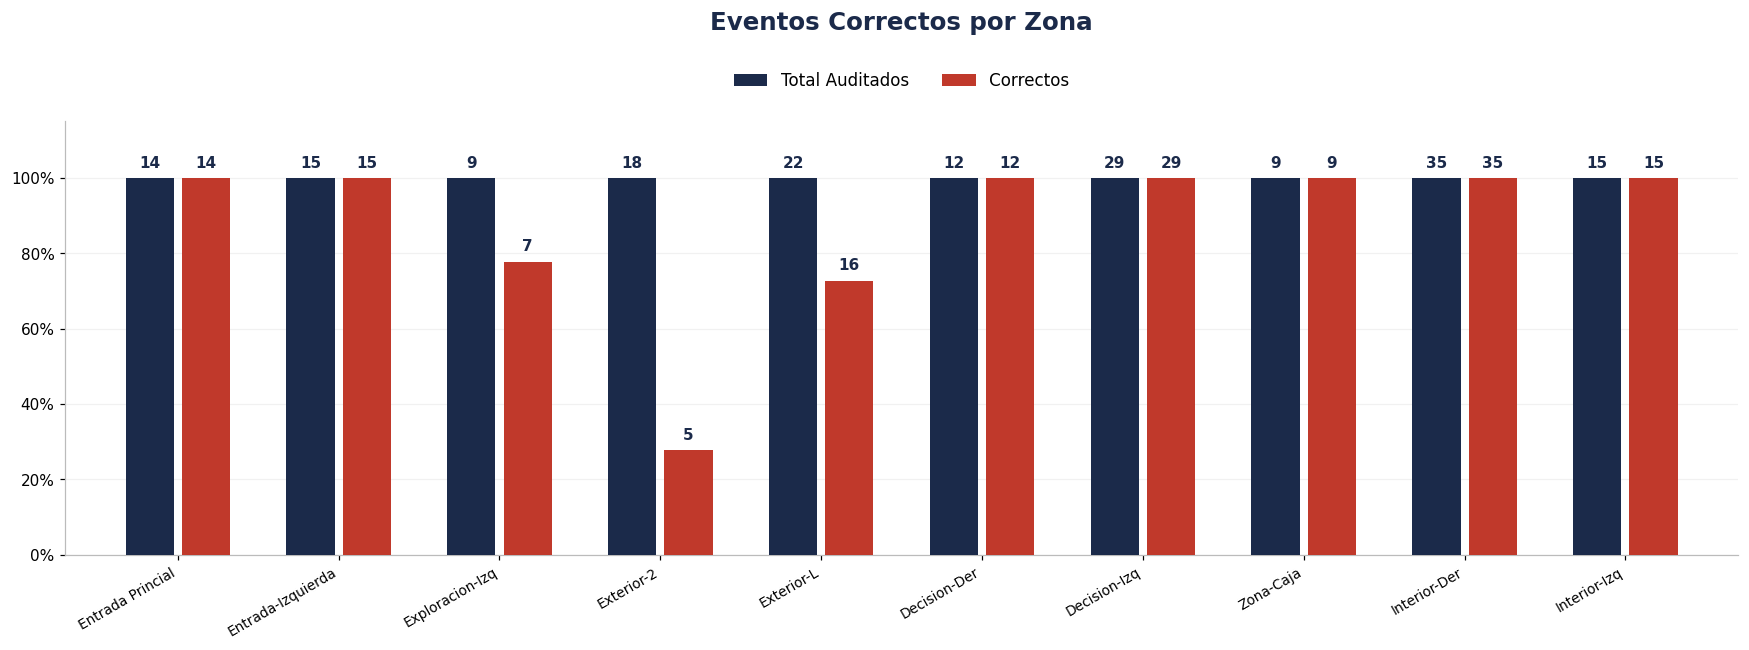 Eventos Correctos por Zona
Total Auditados Correctos
14 14 15 15 9 7 18 5 22 16 12 12 29 29 9 9 35 35 15 15
100%
80%
60%
40%
20%
0%
Entrada Princial
Entrada-Izquierda
Exploracion-Izq
Exterior-2
Exterior-L
Decision-Der
Decision-Izq
Zona-Caja
Interior-Der
Interior-Izq